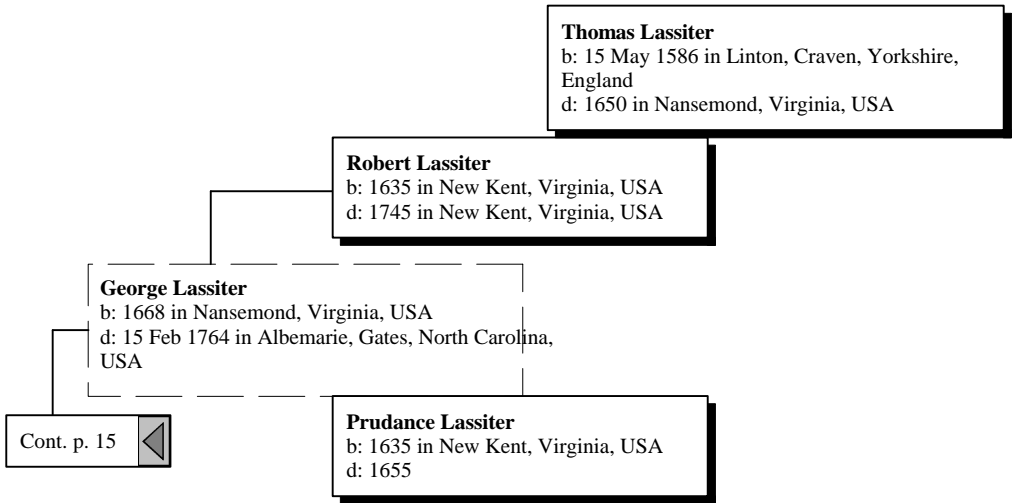 Thomas Lassiter
b: 15 May 1586 in Linton, Craven, Yorkshire,
England
d: 1650 in Nansemond, Virginia, USA
Robert Lassiter
b: 1635 in New Kent, Virginia, USA
d: 1745 in New Kent, Virginia, USA
George Lassiter
b: 1668 in Nansemond, Virginia, USA
d: 15 Feb 1764 in Albemarie, Gates, North Carolina,
USA
Prudance Lassiter
b: 1635 in New Kent, Virginia, USA
d: 1655
Cont. p. 15